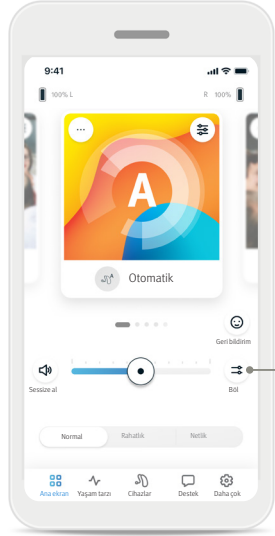 9:41
100% L
R 100%
A
Otomatik
Geri bildirim
Sessize al
Böl
Normal
Rahatlık
Netlik
Ana ekran
Yaşam tarzı
Cihazlar
Destek
Daha çok